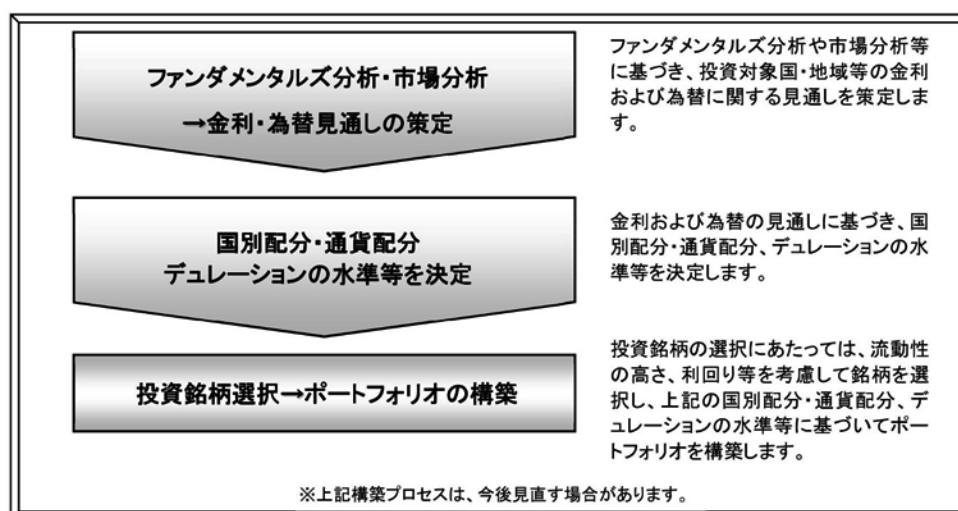 ファンダメンタルズ分析・市場分析
→金利・為替見通しの策定
ファンダメンタルズ分析や市場分析等
に基づき、投資対象国・地域等の金利
および為替に関する見通しを策定しま
す。
国別配分・通貨配分
デュレーションの水準等を決定
金利および為替の見通しに基づき、国
別配分・通貨配分、デュレーションの水
準等を決定します。
投資銘柄選択→ポートフォリオの構築
投資銘柄の選択にあたっては、流動性
の高さ、利回り等を考慮して銘柄を選
択し、上記の国別配分・通貨配分、デ
ュレーションの水準等に基づいてポー
トフォリオを構築します。
※上記構築プロセスは、今後見直す場合があります。